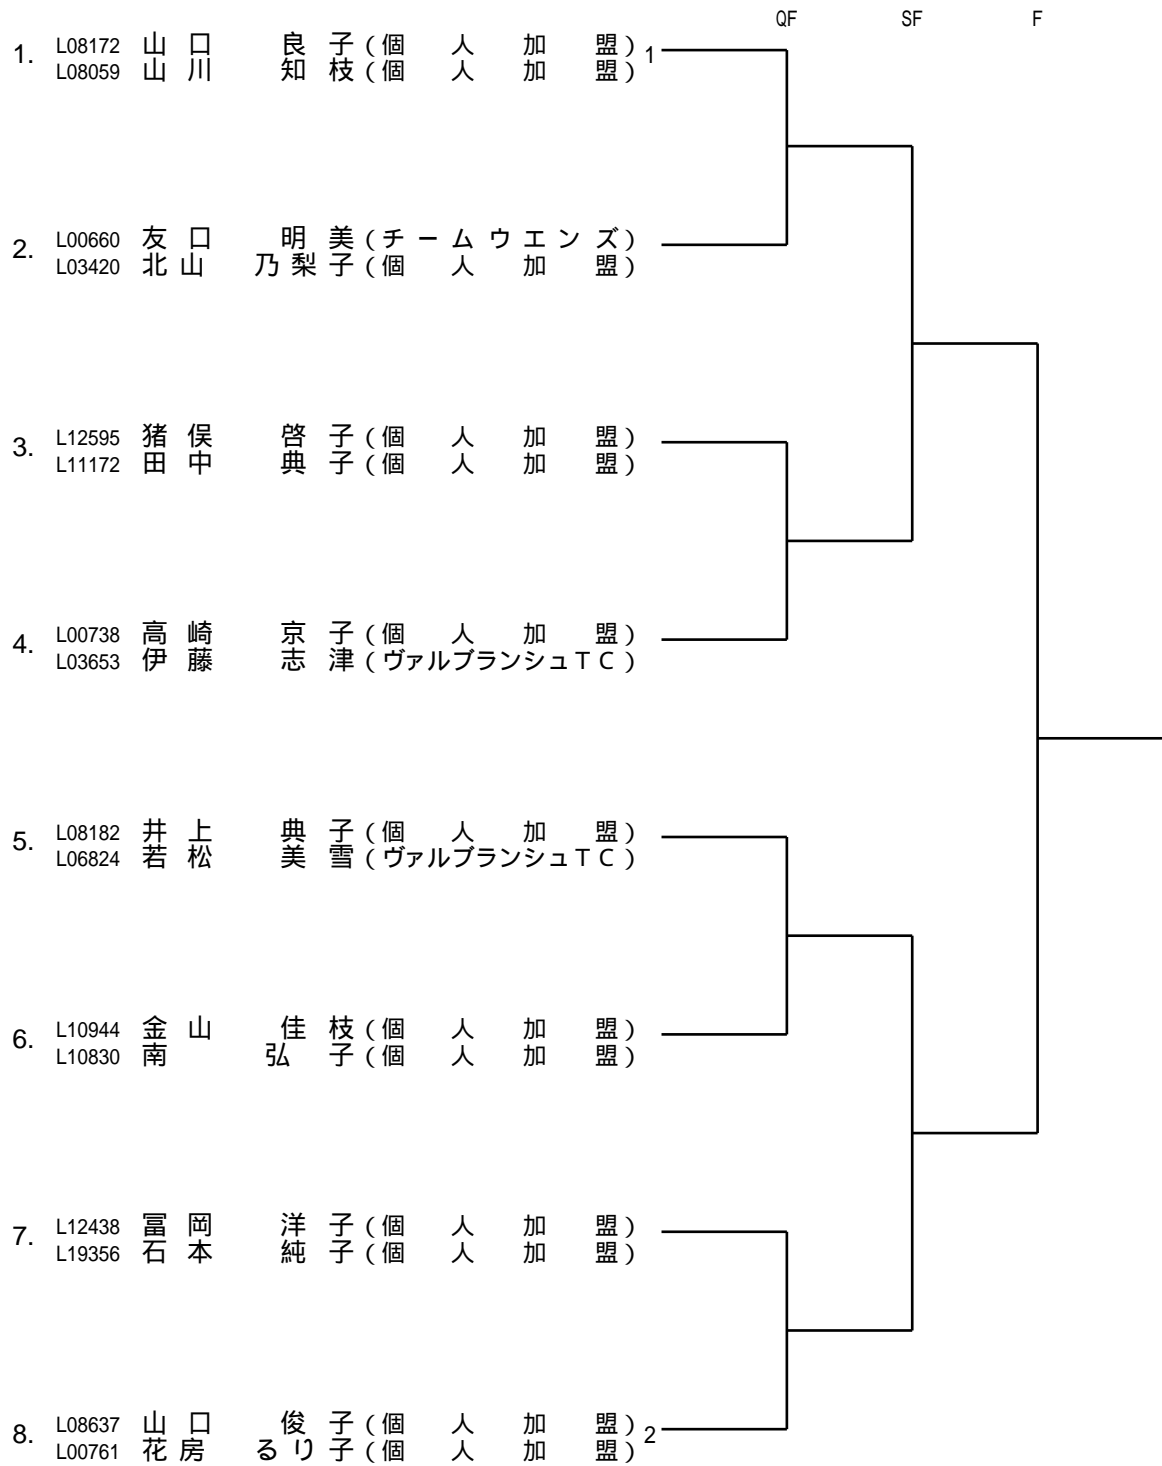 QF SF F
1. L08172 山口 良子(個人加盟) 1
L08059 山川 知枝(個人加盟)
2. L00660 友口 明美(チームウエンズ)
L03420 北山 乃梨子(個人加盟)
3. L12595 猪俣 啓子(個人加盟)
L11172 田中 典子(個人加盟)
4. L00738 高崎 京子(個人加盟)
L03653 伊藤 志津(ヴァルブランシュTC)
5. L08182 井上 典子(個人加盟)
L06824 若松 美雪(ヴァルブランシュTC)
6. L10944 金山 佳枝(個人加盟)
L10830 南 弘子(個人加盟)
7. L12438 冨岡 洋子(個人加盟)
L19356 石本 純子(個人加盟)
8. L08637 山口 俊子(個人加盟) 2
L00761 花房 るり子(個人加盟)